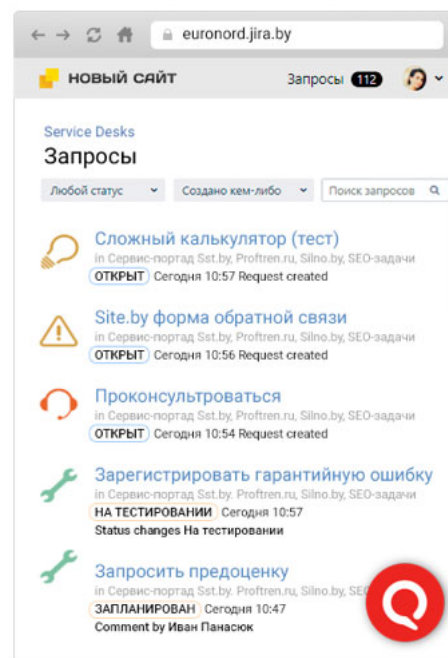 euronord.jira.by
НОВЫЙ САЙТ
Запросы 112
Service Desks
Запросы
Любой статус Создано кем-либо Поиск запросов
Сложный калькулятор (тест)
in Сервис-портал Sst.by, Proftren.ru, Silno.by, SEO-задачи
ОТКРЫТ Сегодня 10:57 Request created
Site.by форма обратной связи
in Сервис-портал Sst.by, Proftren.ru, Silno.by, SEO-задачи
ОТКРЫТ Сегодня 10:56 Request created
Проконсультроваться
in Сервис-портал Sst.by, Proftren.ru, Silno.by, SEO-задачи
ОТКРЫТ Сегодня 10:54 Request created
Зарегистрировать гарантийную ошибку
in Сервис-портал Sst.by. Proftren.ru, Silno.by, SEO-задачи
НА ТЕСТИРОВАНИИ Сегодня 10:57
Status changes На тестировании
Запросить предоценку
in Сервис-портал Sst.by, Proftren.ru, Silno.by, SE
ЗАПЛАНИРОВАН Сегодня 10:47
Comment by Иван Панасюк